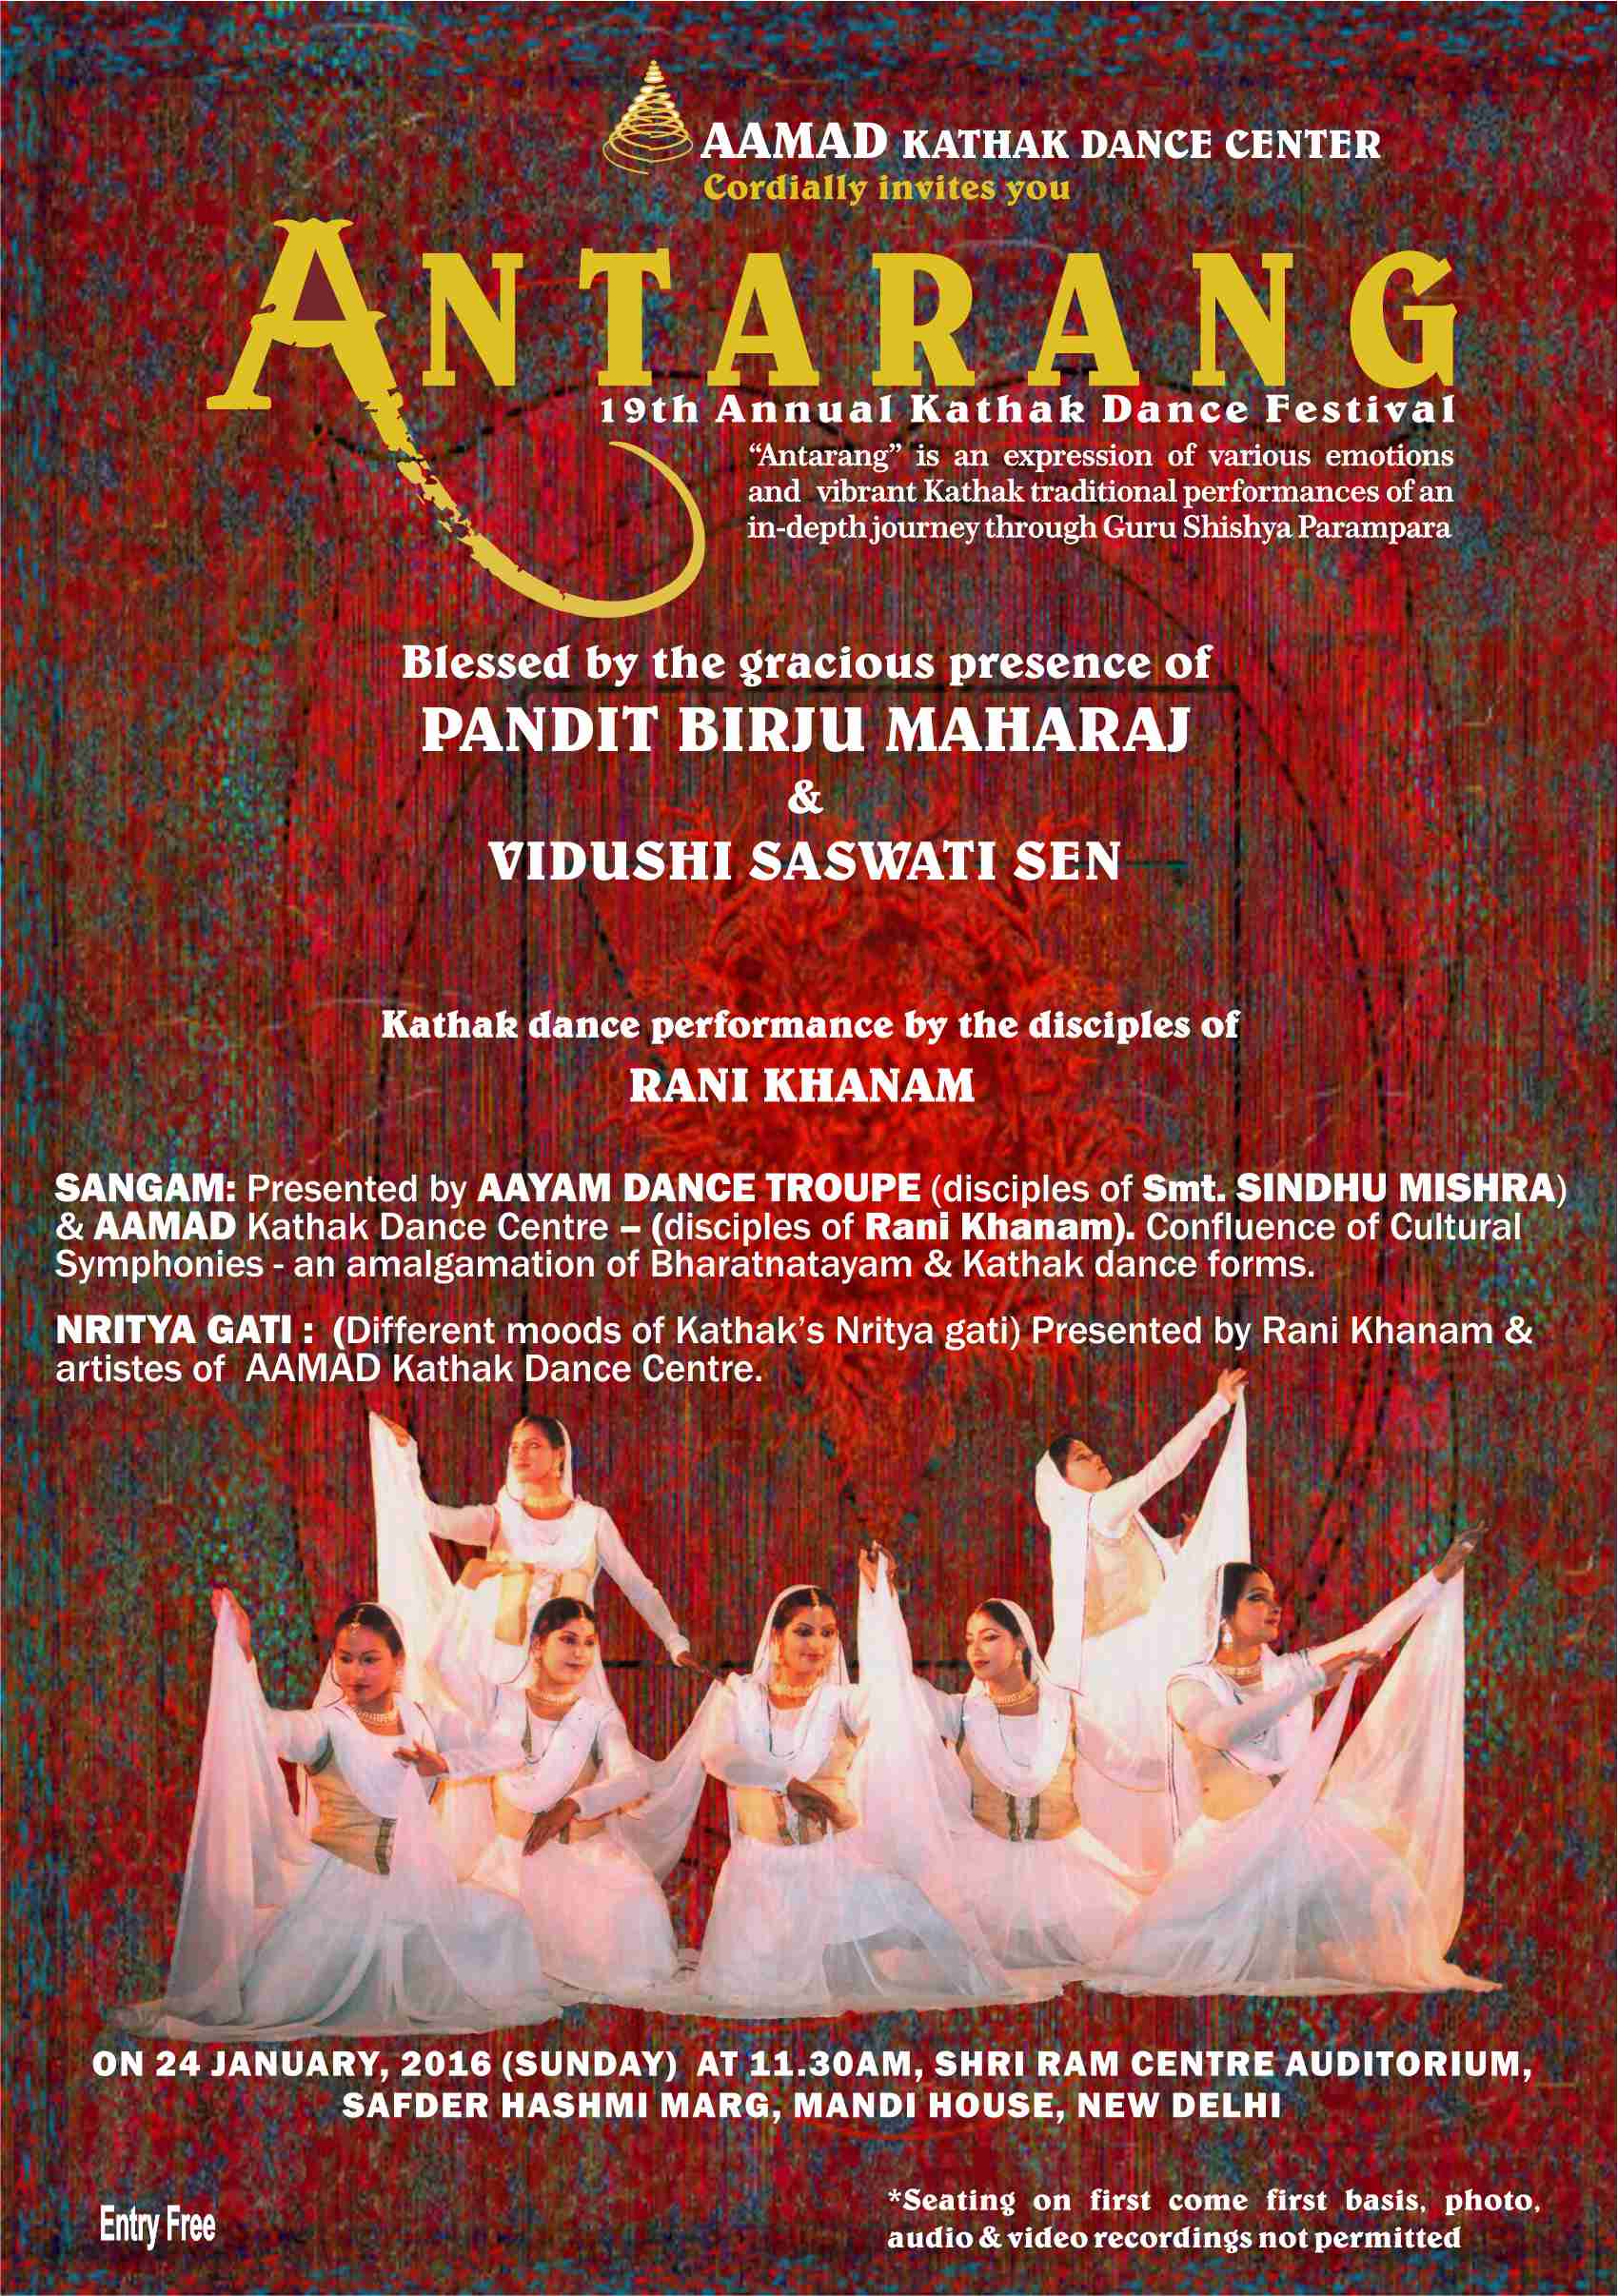 AAMAD KATHAK DANCE CENTER
Cordially invites you
ANTARANG
19th Annual Kathak Dance Festival
“Antarang” is an expression of various emotions
and vibrant Kathak traditional performances of an
in-depth journey through Guru Shishya Parampara
Blessed by the gracious presence of
PANDIT BIRJU MAHARAJ
&
VIDUSHI SASWATI SEN
Kathak dance performance by the disciples of
RANI KHANAM
SANGAM: Presented by AAYAM DANCE TROUPE (disciples of Smt. SINDHU MISHRA)
& AAMAD Kathak Dance Centre – (disciples of Rani Khanam). Confluence of Cultural
Symphonies - an amalgamation of Bharatnatayam & Kathak dance forms.
NRITYA GATI : (Different moods of Kathak’s Nritya gati) Presented by Rani Khanam &
artistes of AAMAD Kathak Dance Centre.
ON 24 JANUARY, 2016 (SUNDAY) AT 11.30AM, SHRI RAM CENTRE AUDITORIUM,
SAFDER HASHMI MARG, MANDI HOUSE, NEW DELHI
Entry Free
*Seating on first come first basis, photo,
audio & video recordings not permitted